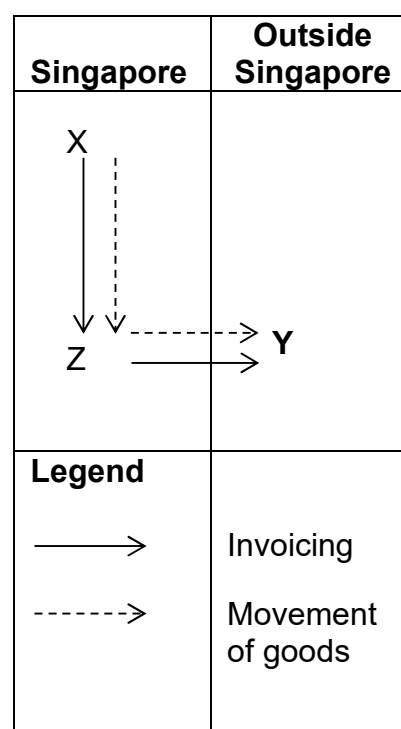 Singapore
Outside
Singapore
X
Z
Y
Legend
Invoicing
Movement
of goods